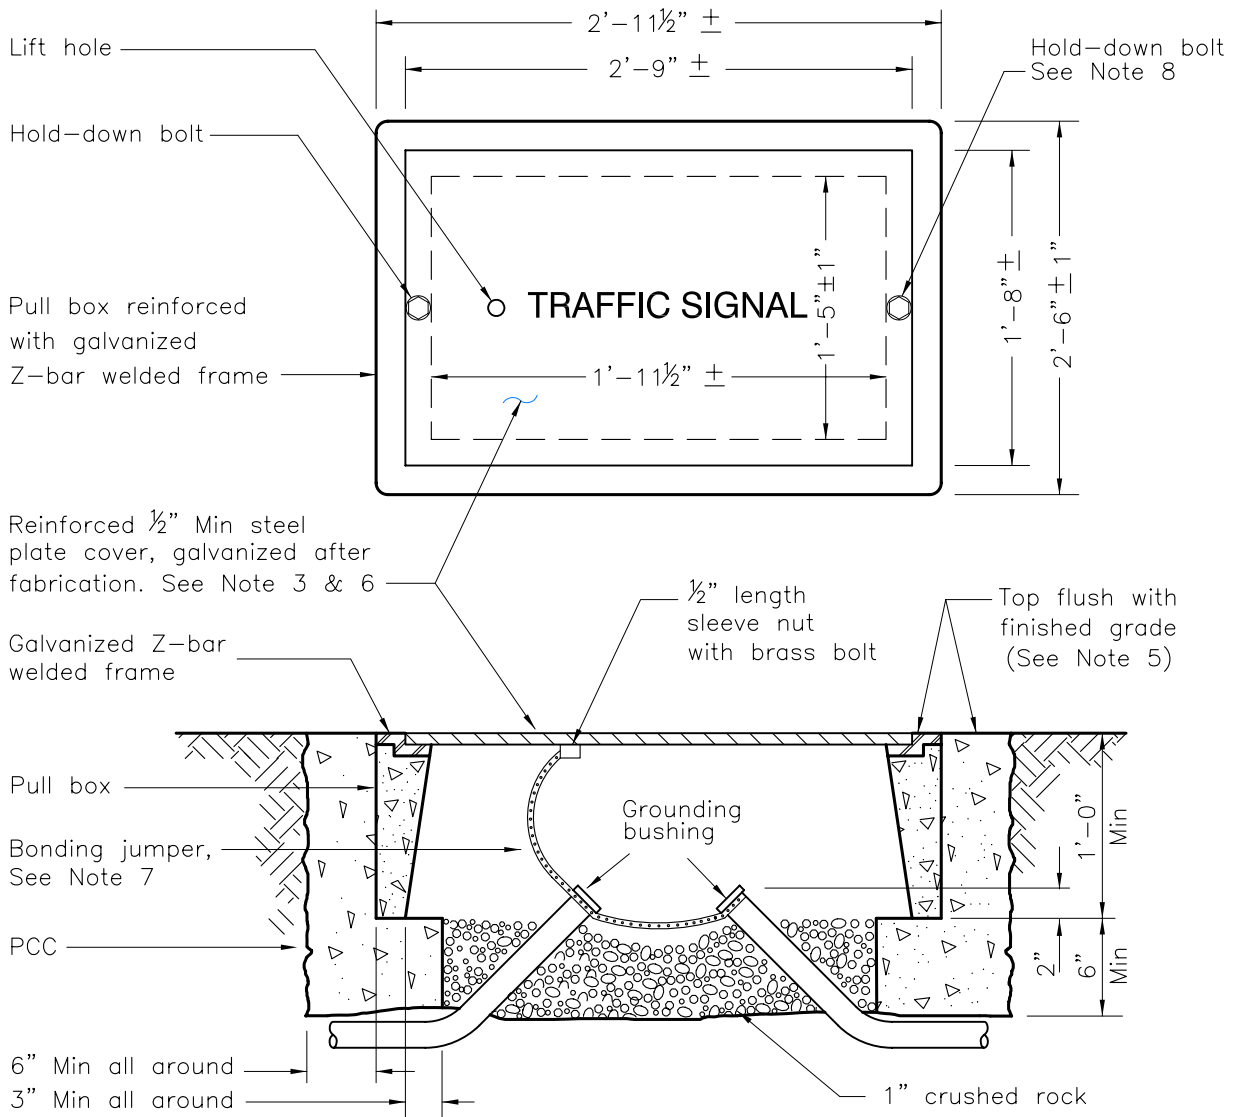 2’-11½” ±
2’-9” ±
Lift hole
Hold-down bolt
See Note 8
Hold-down bolt
Pull box reinforced
with galvanized
Z-bar welded frame
TRAFFIC SIGNAL
1’-5”±1”
1’-11½” ±
1’-8” ±
2’-6” ± 1”
Reinforced ½” Min steel
plate cover, galvanized after
fabrication. See Note 3 & 6
½” length
sleeve nut
with brass bolt
Top flush with
finished grade
(See Note 5)
Galvanized Z-bar
welded frame
Pull box
Grounding
bushing
Bonding jumper,
See Note 7
1’-0”
Min
PCC
2”
6”
Min
6” Min all around
3” Min all around
1” crushed rock